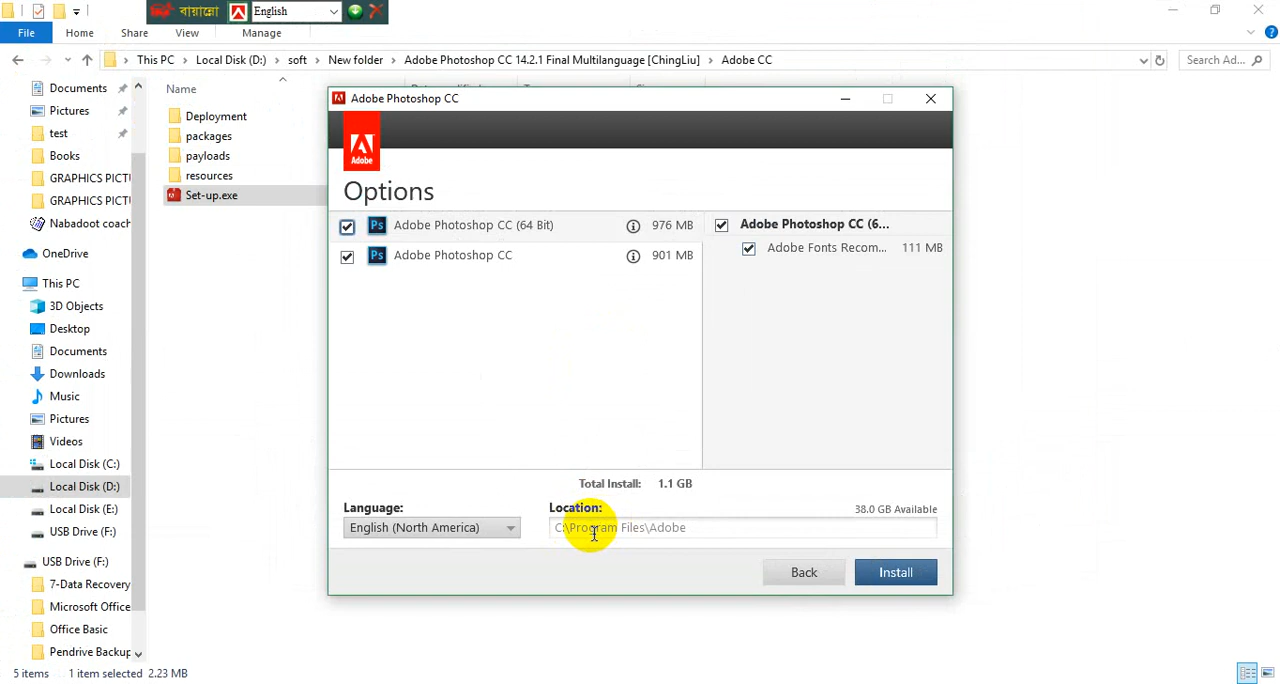 বায়ান্নো
English
File
Home
Share
View
Manage
This PC
Local Disk (D:)
soft
New folder
Adobe Photoshop CC 14.2.1 Final Multilanguage [ChingLiu]
Adobe CC
Search Ad...
Documents
Pictures
test
Books
GRAPHICS PICTU
GRAPHICS PICTU
Nabadoot coach
OneDrive
This PC
3D Objects
Desktop
Documents
Downloads
Music
Pictures
Videos
Local Disk (C:)
Local Disk (D:)
Local Disk (E:)
USB Drive (F:)
USB Drive (F:)
7-Data Recovery
Microsoft Office
Office Basic
Pendrive Backup
Name
Deployment
packages
payloads
resources
Set-up.exe
Adobe Photoshop CC
Adobe
Options
Ps Adobe Photoshop CC (64 Bit) 976 MB
Ps Adobe Photoshop CC 901 MB
Adobe Photoshop CC (6...
Adobe Fonts Recom... 111 MB
Total Install: 1.1 GB
Language:
English (North America)
Location:
38.0 GB Available
C:\Program Files\Adobe
Back
Install
5 items
1 item selected 2.23 MB